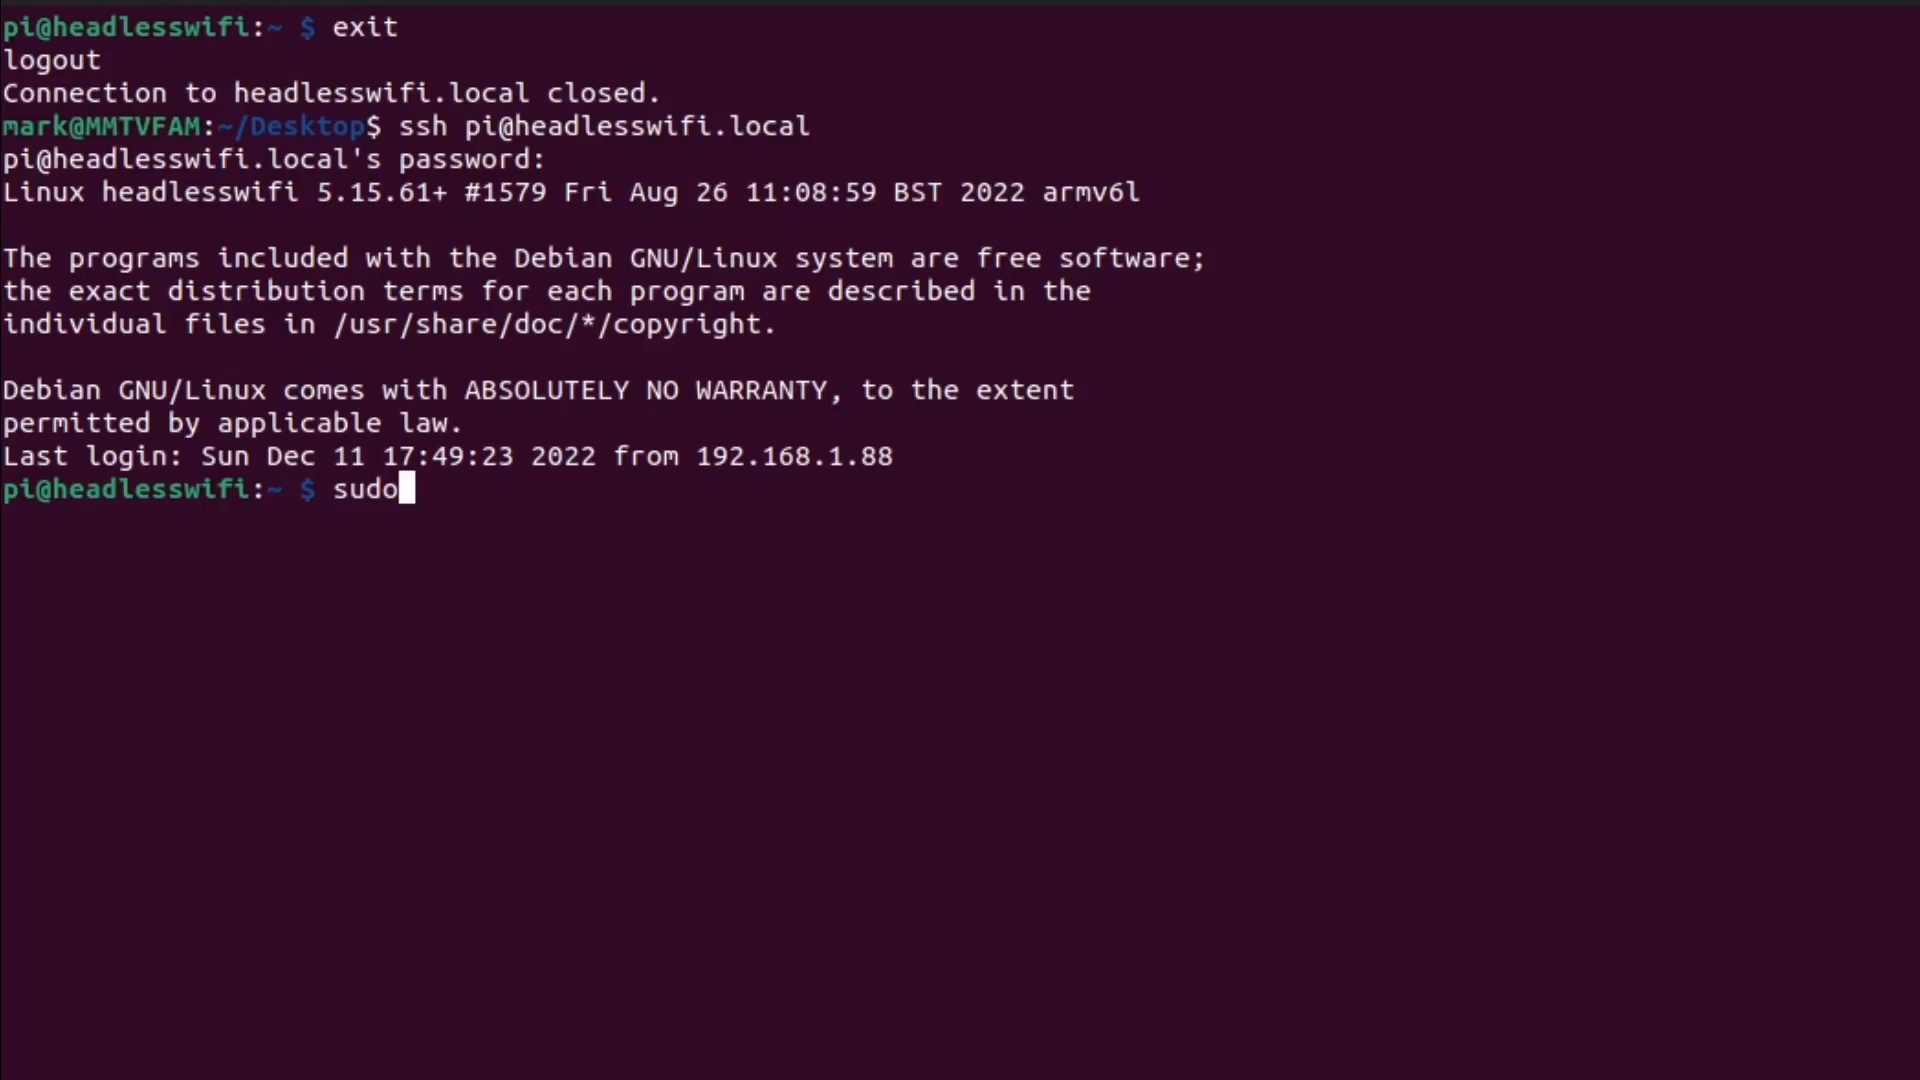 pi@headlesswifi:~ $ exit
logout
Connection to headlesswifi.local closed.
mark@MMTVFAM:~/Desktop$ ssh pi@headlesswifi.local
pi@headlesswifi.local's password:
Linux headlesswifi 5.15.61+ #1579 Fri Aug 26 11:08:59 BST 2022 armv6l
The programs included with the Debian GNU/Linux system are free software;
the exact distribution terms for each program are described in the
individual files in /usr/share/doc/*/copyright.
Debian GNU/Linux comes with ABSOLUTELY NO WARRANTY, to the extent
permitted by applicable law.
Last login: Sun Dec 11 17:49:23 2022 from 192.168.1.88
pi@headlesswifi:~ $ sudo